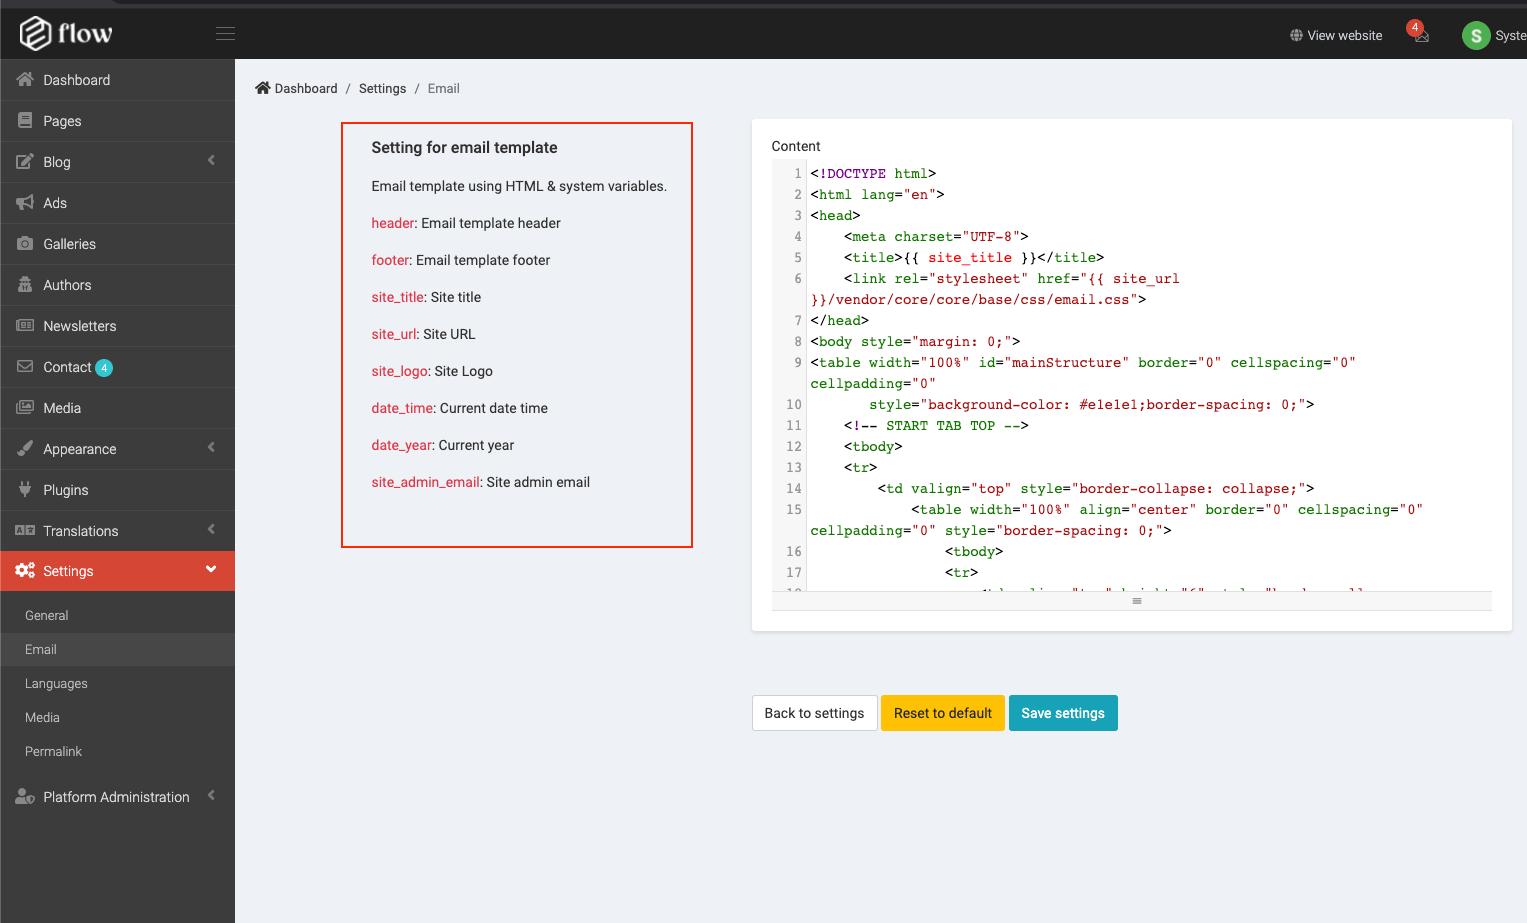 flow
View website
4
S
Syste
Dashboard
Pages
Blog
Ads
Galleries
Authors
Newsletters
Contact 4
Media
Appearance
Plugins
Translations
Settings
General
Email
Languages
Media
Permalink
Platform Administration
Dashboard / Settings / Email
Setting for email template
Email template using HTML & system variables.
header: Email template header
footer: Email template footer
site_title: Site title
site_url: Site URL
site_logo: Site Logo
date_time: Current date time
date_year: Current year
site_admin_email: Site admin email
Content
1 <!DOCTYPE html>
2 <html lang="en">
3 <head>
4 <meta charset="UTF-8">
5 <title>{{ site_title }}</title>
6 <link rel="stylesheet" href="{{ site_url
}}/vendor/core/core/base/css/email.css">
7 </head>
8 <body style="margin: 0;">
9 <table width="100%" id="mainStructure" border="0" cellspacing="0"
cellpadding="0"
10 style="background-color: #e1e1e1;border-spacing: 0;">
11 <!-- START TAB TOP -->
12 <tbody>
13 <tr>
14 <td valign="top" style="border-collapse: collapse;">
15 <table width="100%" align="center" border="0" cellspacing="0"
cellpadding="0" style="border-spacing: 0;">
16 <tbody>
17 <tr>
Back to settings
Reset to default
Save settings